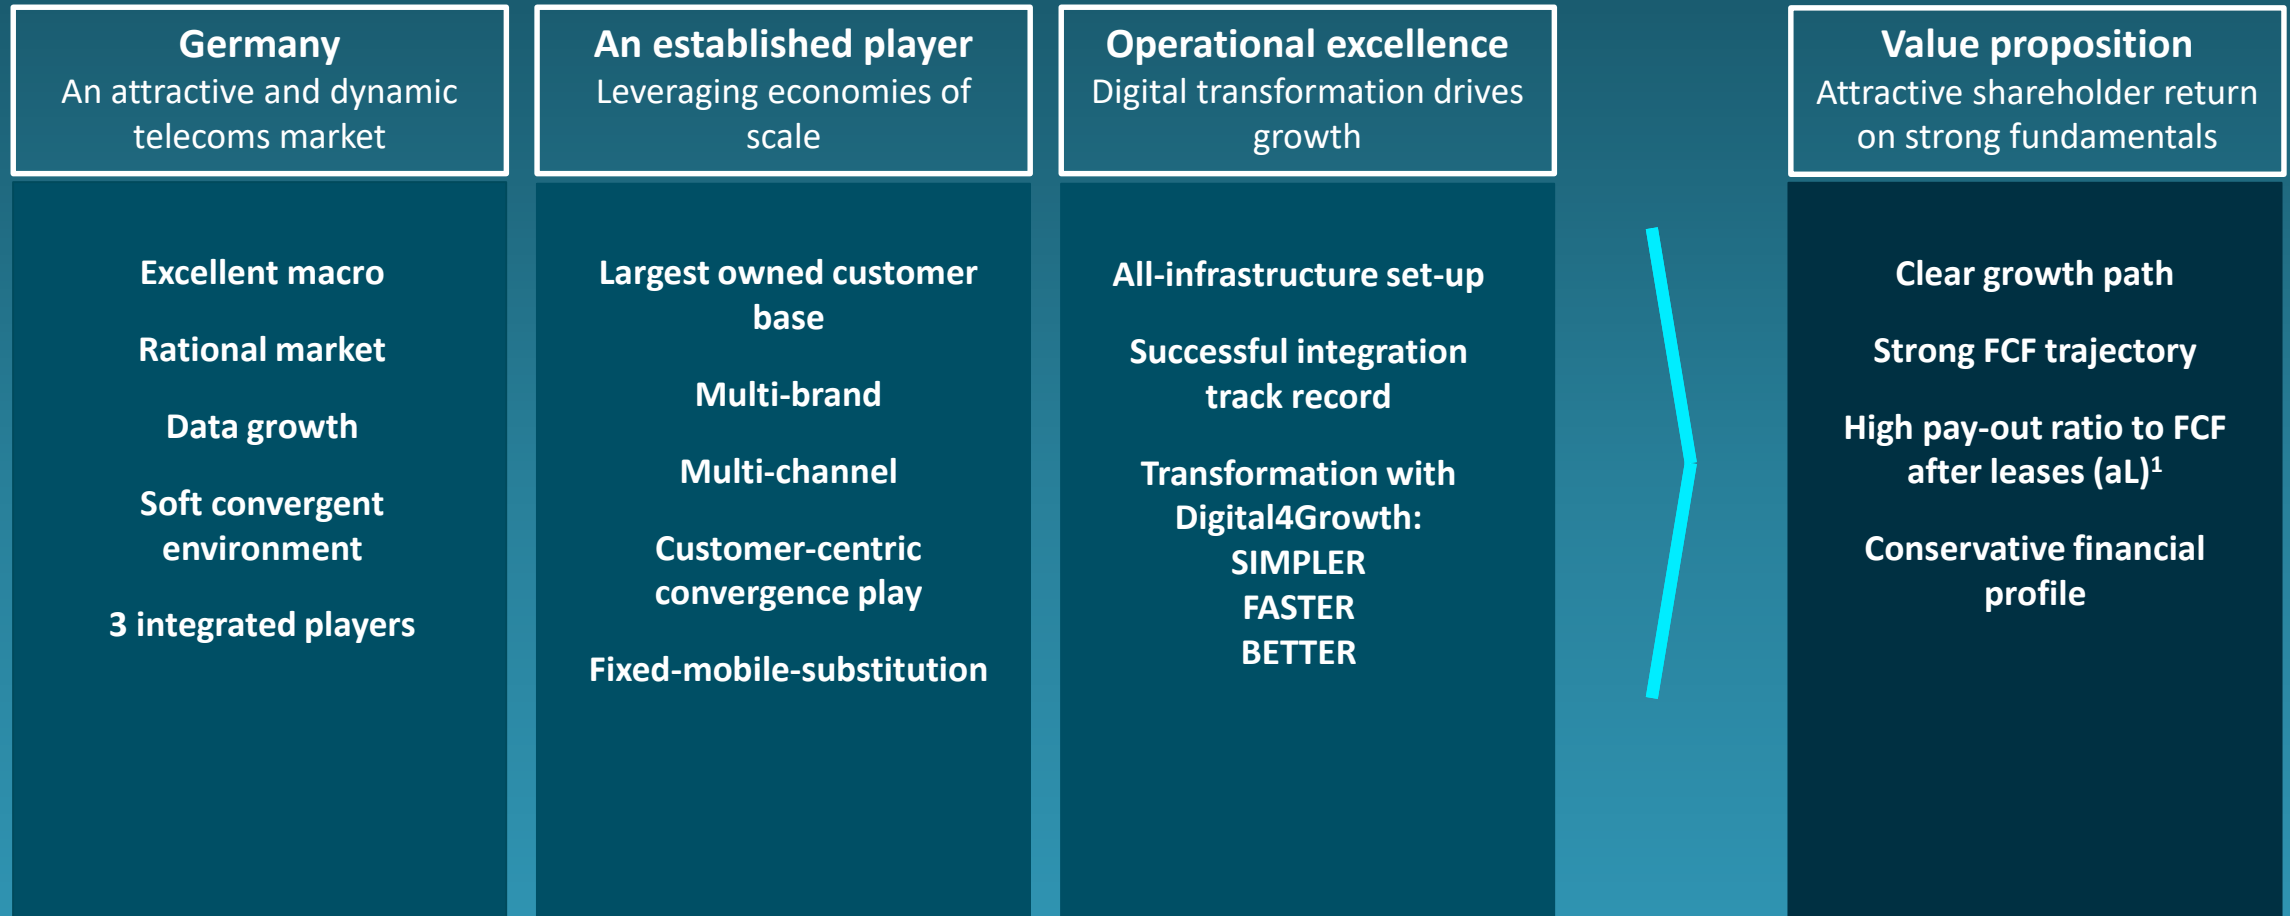 Germany
An attractive and dynamic
telecoms market
Excellent macro
Rational market
Data growth
Soft convergent
environment
3 integrated players
An established player
Leveraging economies of
scale
Largest owned customer
base
Multi-brand
Multi-channel
Customer-centric
convergence play
Fixed-mobile-substitution
Operational excellence
Digital transformation drives
growth
All-infrastructure set-up
Successful integration
track record
Transformation with
Digital4Growth:
SIMPLER
FASTER
BETTER
Value proposition
Attractive shareholder return
on strong fundamentals
Clear growth path
Strong FCF trajectory
High pay-out ratio to FCF
after leases (aL)¹
Conservative financial
profile